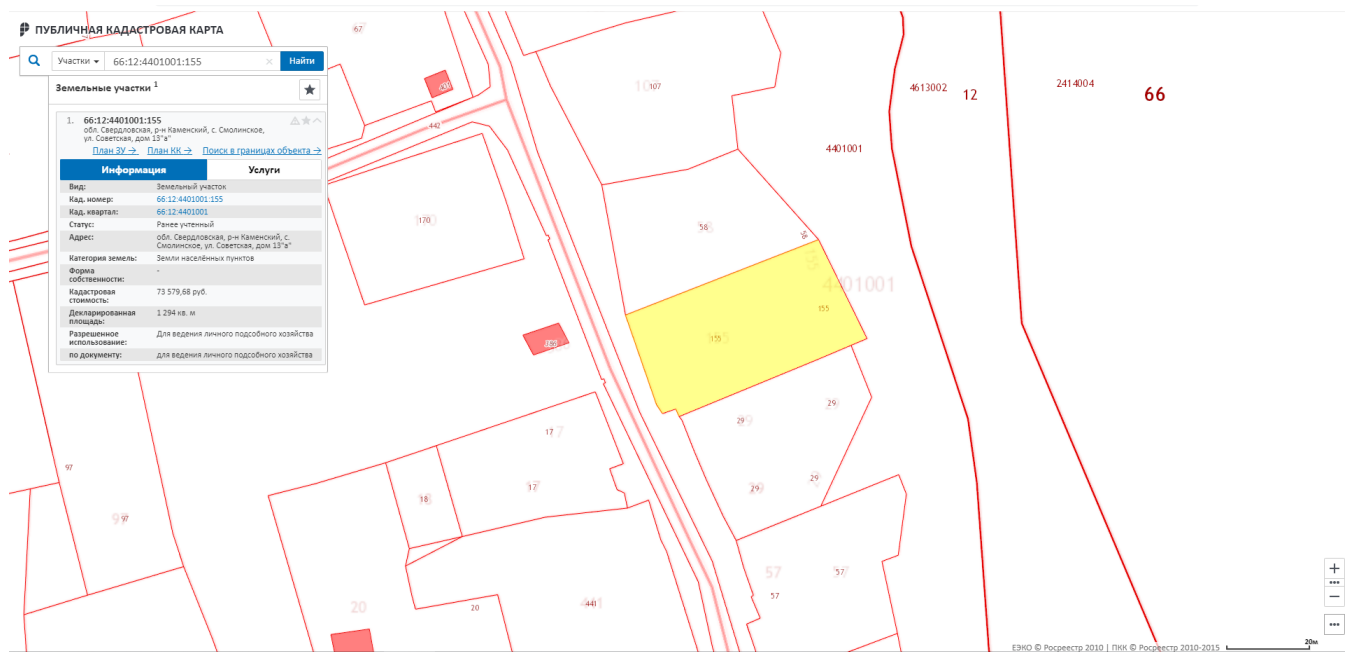 ПУБЛИЧНАЯ КАДАСТРОВАЯ КАРТА
Участки 66:12:4401001:155 × Найти
Земельные участки 1
1. 66:12:4401001:155
обл. Свердловская, р-н Каменский, с. Смолинское,
ул. Советская, дом 13"а"
План ЗУ → План КК → Поиск в границах объекта →
Информация Услуги
Вид: Земельный участок
Кад. номер: 66:12:4401001:155
Кад. квартал: 66:12:4401001
Статус: Ранее учтенный
Адрес: обл. Свердловская, р-н Каменский, с.
Смолинское, ул. Советская, дом 13"а"
Категория земель: Земли населённых пунктов
Форма
собственности: -
Кадастровая
стоимость: 73 579,68 руб.
Декларированная
площадь: 1 294 кв. м
Разрешенное
использование: Для ведения личного подсобного хозяйства
по документу: для ведения личного подсобного хозяйства
67
107
4613002 12
2414004
66
442
4401001
170
58
58
4401001
155
155
29
29
17
97
18
17
29
29
97
57
57
57
20
20
441
ЕЭКО © Росреестр 2010 | ПКК © Росреестр 2010-2015
20м